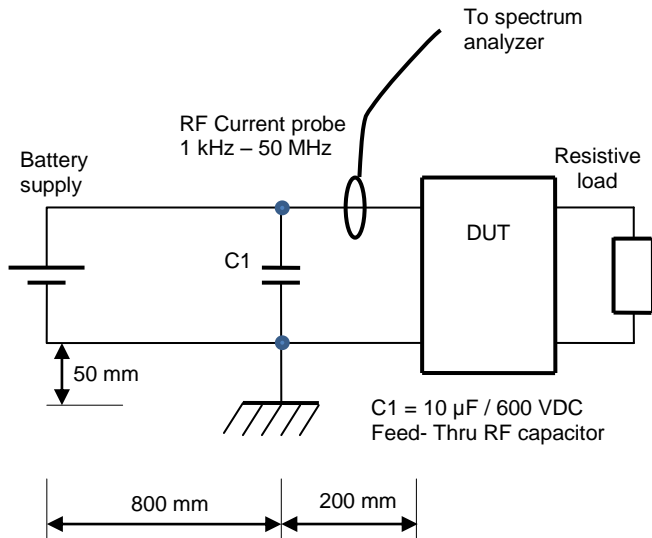 To spectrum
analyzer
RF Current probe
1 kHz – 50 MHz
Battery
supply
Resistive
load
DUT
C1
50 mm
C1 = 10 µF / 600 VDC
Feed- Thru RF capacitor
800 mm
200 mm